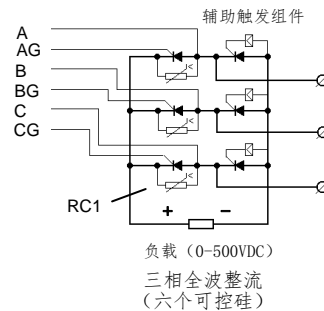 辅助触发组件
A
AG
B
BG
C
CG
RC1
+ −
负载（0-500VDC）
三相全波整流
（六个可控硅）